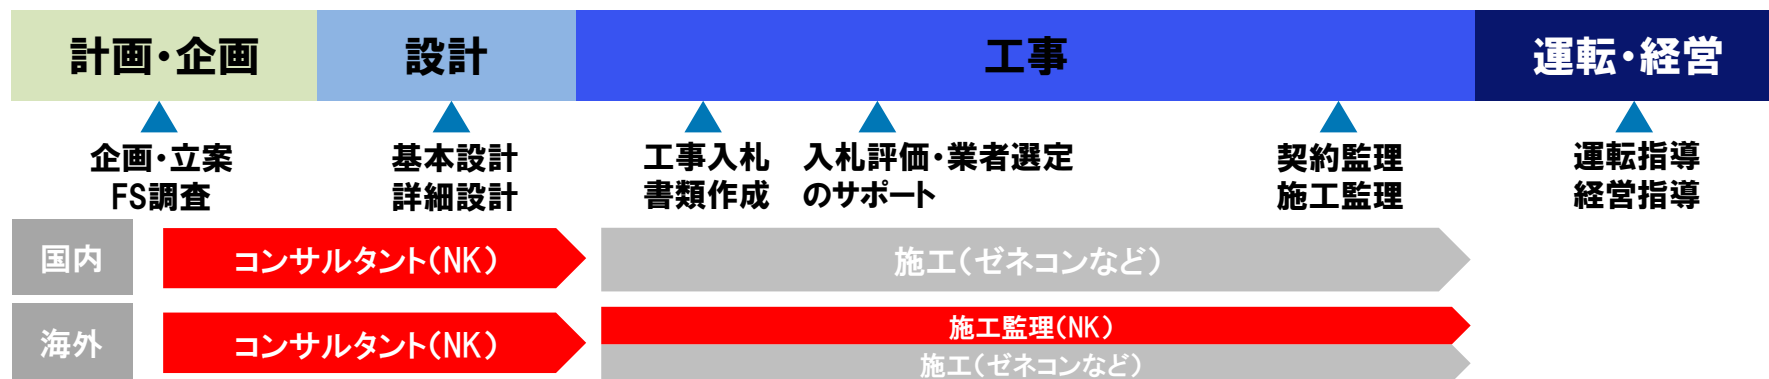 計画・企画
設計
工事
運転・経営
企画・立案
FS調査
基本設計
詳細設計
工事入札
書類作成
入札評価・業者選定
のサポート
契約監理
施工監理
運転指導
経営指導
国内
コンサルタント(NK)
施工(ゼネコンなど)
海外
コンサルタント(NK)
施工監理(NK)
施工(ゼネコンなど)